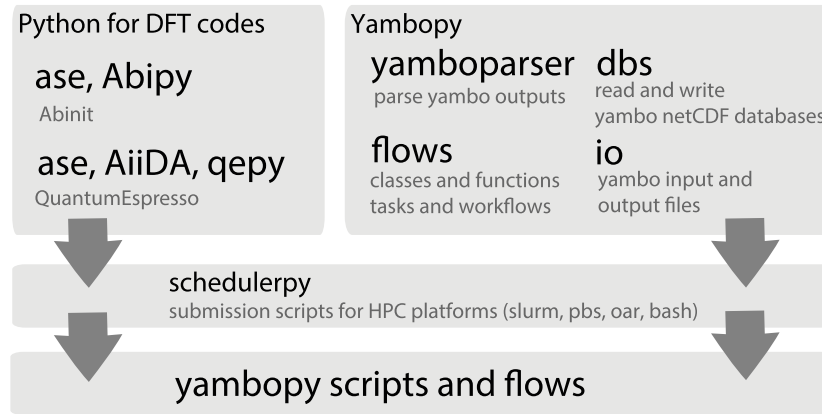 Python for DFT codes
ase, Abipy
Abinit
ase, AiiDA, qepy
QuantumEspresso
Yambopy
yamboparser
parse yambo outputs
dbs
read and write
yambo netCDF databases
flows
classes and functions
tasks and workflows
io
yambo input and
output files
schedulerpy
submission scripts for HPC platforms (slurm, pbs, oar, bash)
yambopy scripts and flows